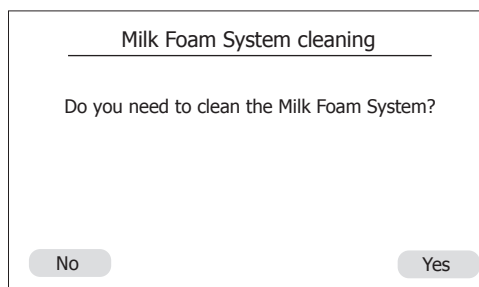 Milk Foam System cleaning
Do you need to clean the Milk Foam System?
No
Yes